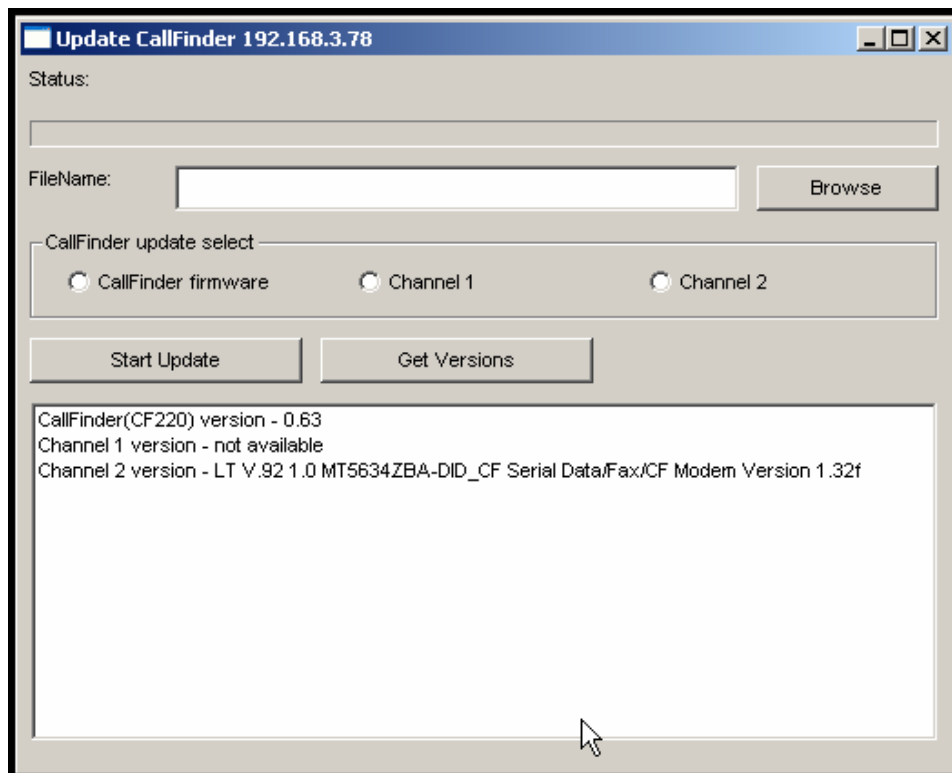 Update CallFinder 192.168.3.78
Status:
FileName:
Browse
CallFinder update select
CallFinder firmware
Channel 1
Channel 2
Start Update
Get Versions
CallFinder(CF220) version - 0.63
Channel 1 version - not available
Channel 2 version - LT V.92 1.0 MT5634ZBA-DID_CF Serial Data/Fax/CF Modem Version 1.32f